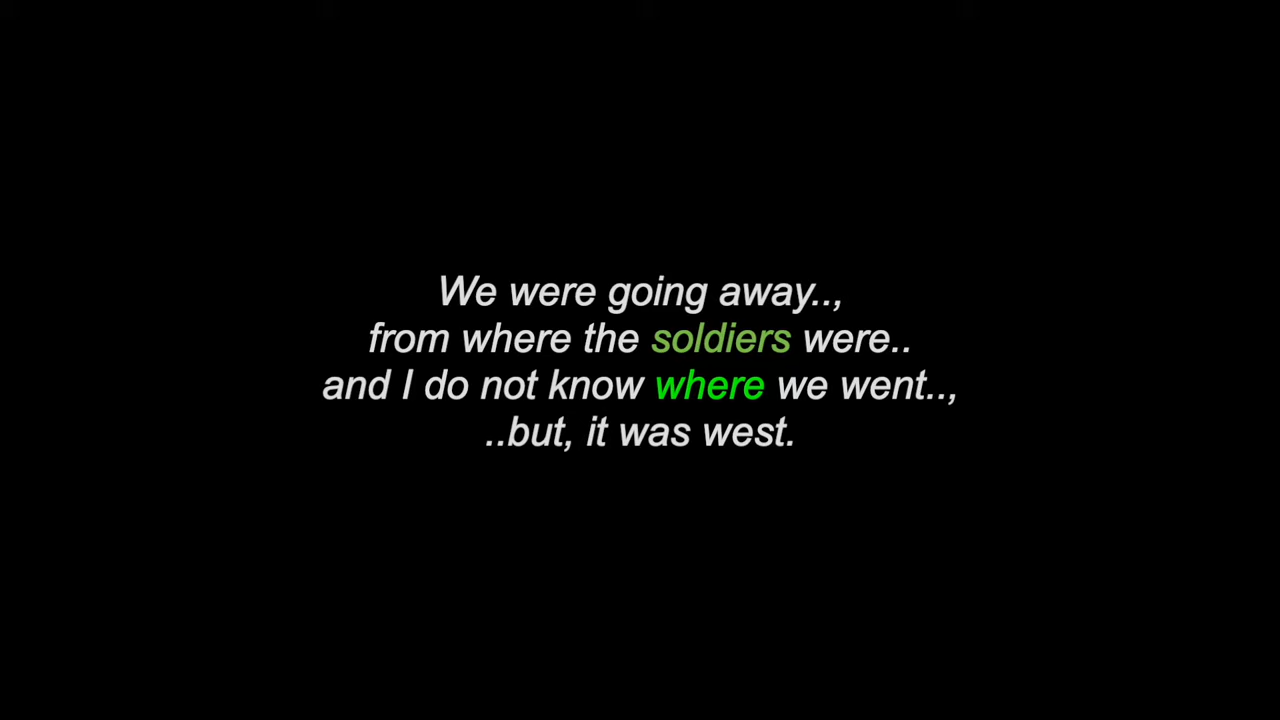 We were going away..,
from where the soldiers were..
and I do not know where we went..,
..but, it was west.